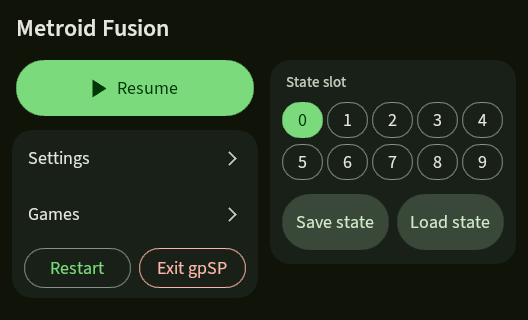 Metroid Fusion
Resume
Settings
Games
Restart Exit gpSP
State slot
0 1 2 3 4
5 6 7 8 9
Save state Load state